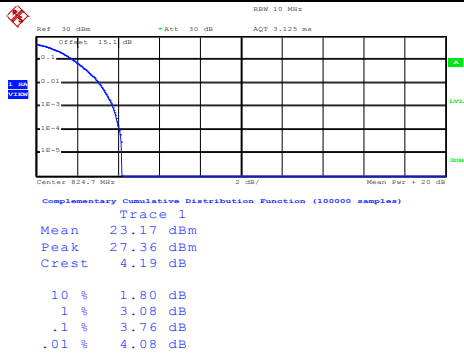 RBW 10 MHz
Ref 30 dBm *Att 30 dB AQT 3.125 ms
Offset 15.1 dB
0.1
A
1 SA
VIEW
0.01
LVL
1E-3
1E-4
1E-5
3DB
Center 824.7 MHz 2 dB/ Mean Pwr + 20 dB
Complementary Cumulative Distribution Function (100000 samples)
Trace 1
Mean 23.17 dBm
Peak 27.36 dBm
Crest 4.19 dB
10 % 1.80 dB
1 % 3.08 dB
.1 % 3.76 dB
.01 % 4.08 dB